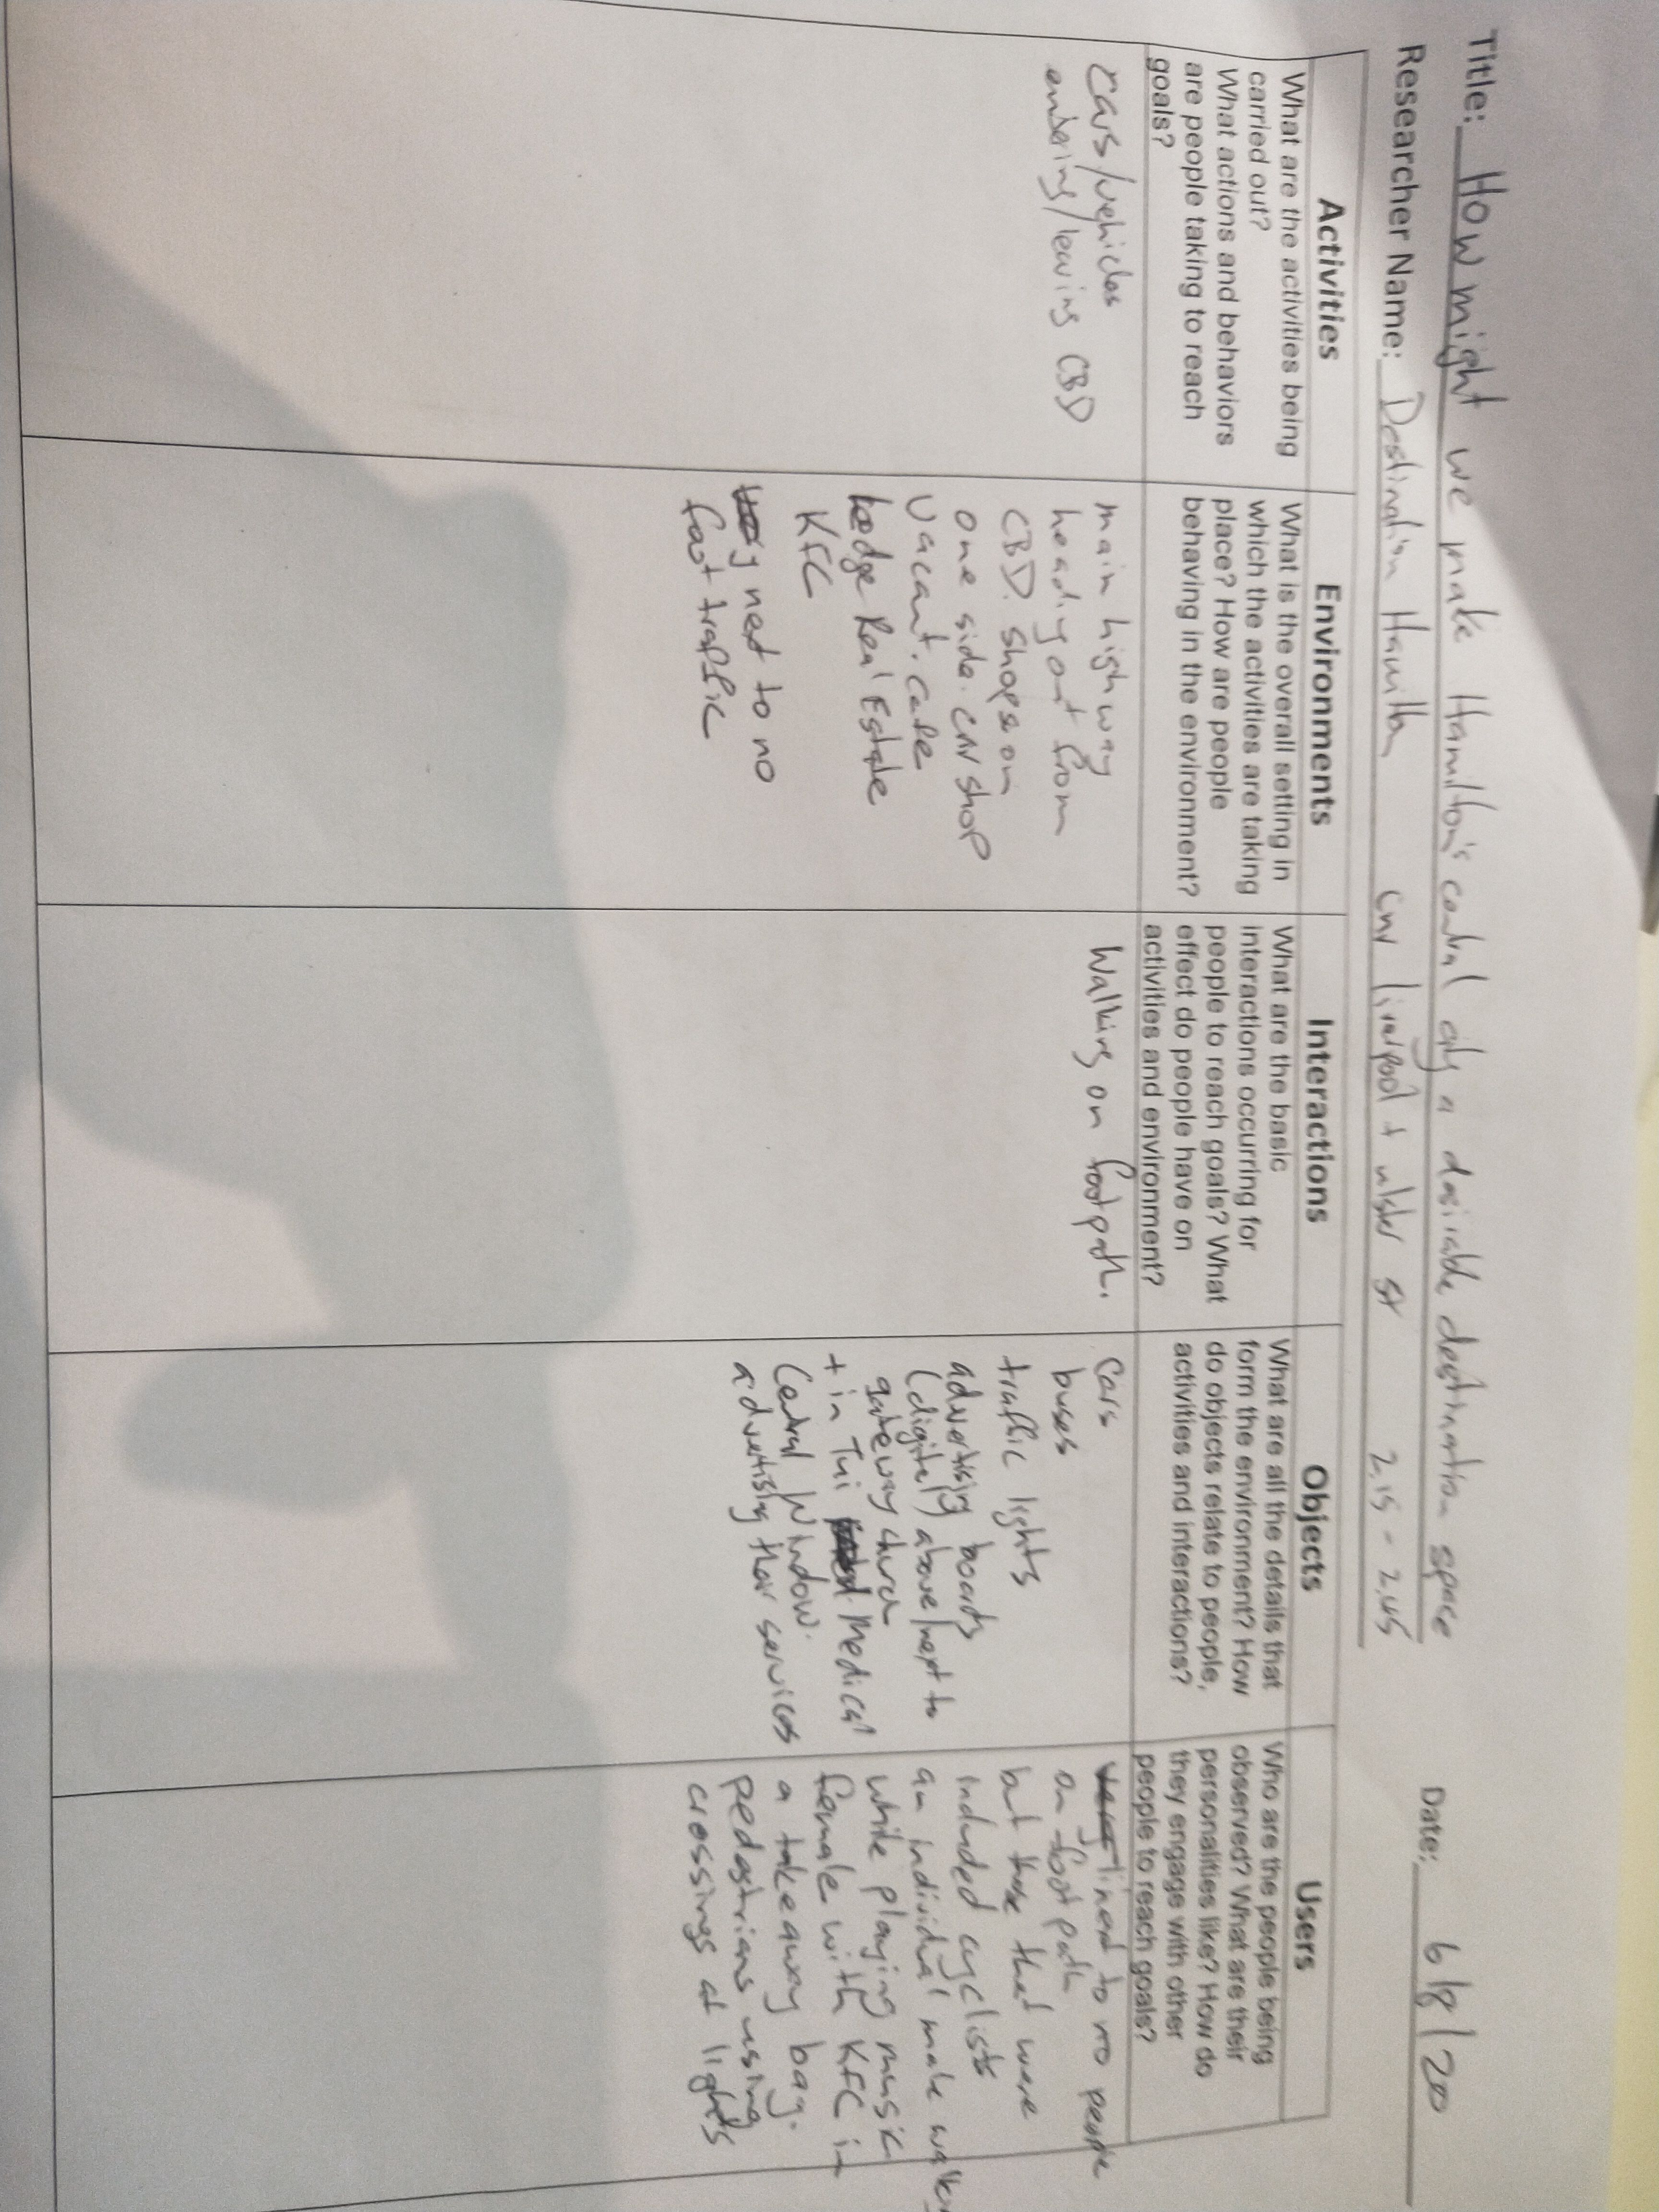 Title: How might we make Hamilton's central city a desirable destination space
Date: 6/8/20
Researcher Name: Destination Hamilton Cnr liverpool + ulster st 2.15 - 2.45
Activities
What are the activities being
carried out?
What actions and behaviors
are people taking to reach
goals?
cars/vehicles
entering/leaving CBD
Environments
What is the overall setting in
which the activities are taking
place? How are people
behaving in the environment?
main highway
heading out from
CBD. shops on
one side. car shop
vacant. cafe
Lodge Real Estate
KFC
next to no
foot traffic
Interactions
What are the basic
interactions occurring for
people to reach goals? What
effect do people have on
activities and environment?
Walking on footpath.
Objects
What are all the details that
form the environment? How
do objects relate to people,
activities and interactions?
Cars
buses
traffic lights
advertising boards
(digital) above/next to
gateway church
+ in Tui Medical
Central window.
advertising their services
Users
Who are the people being
observed? What are their
personalities like? How do
they engage with other
people to reach goals?
next to no people
on footpath
but those that were
included cyclists
an individual male walking
while playing music
female with KFC in
a takeaway bag.
pedestrians using
crossings at lights